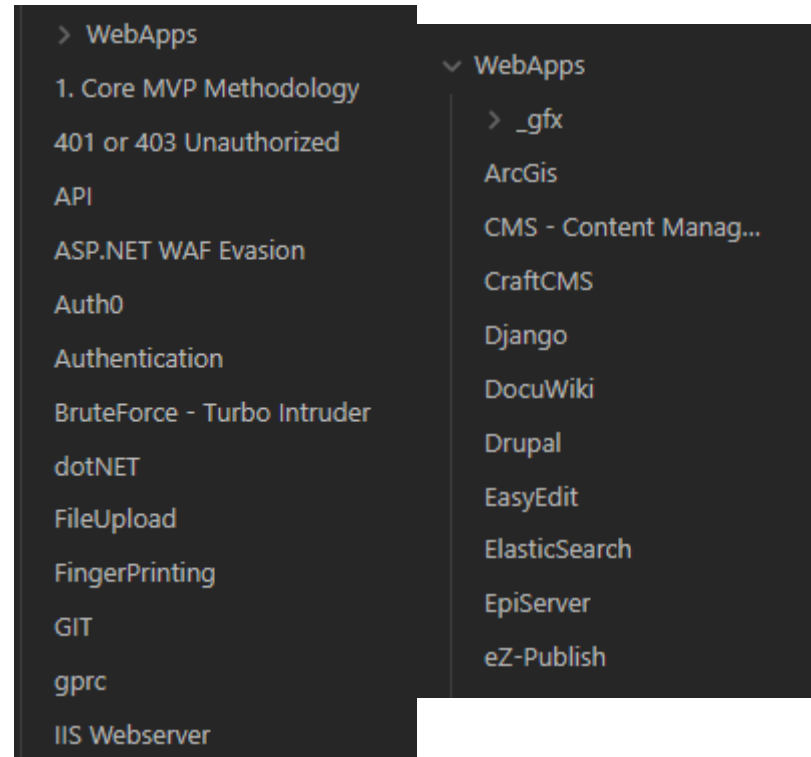 WebApps
1. Core MVP Methodology
401 or 403 Unauthorized
API
ASP.NET WAF Evasion
Auth0
Authentication
BruteForce - Turbo Intruder
dotNET
FileUpload
FingerPrinting
GIT
gprc
IIS Webserver
WebApps
_gfx
ArcGis
CMS - Content Manag...
CraftCMS
Django
DocuWiki
Drupal
EasyEdit
ElasticSearch
EpiServer
eZ-Publish